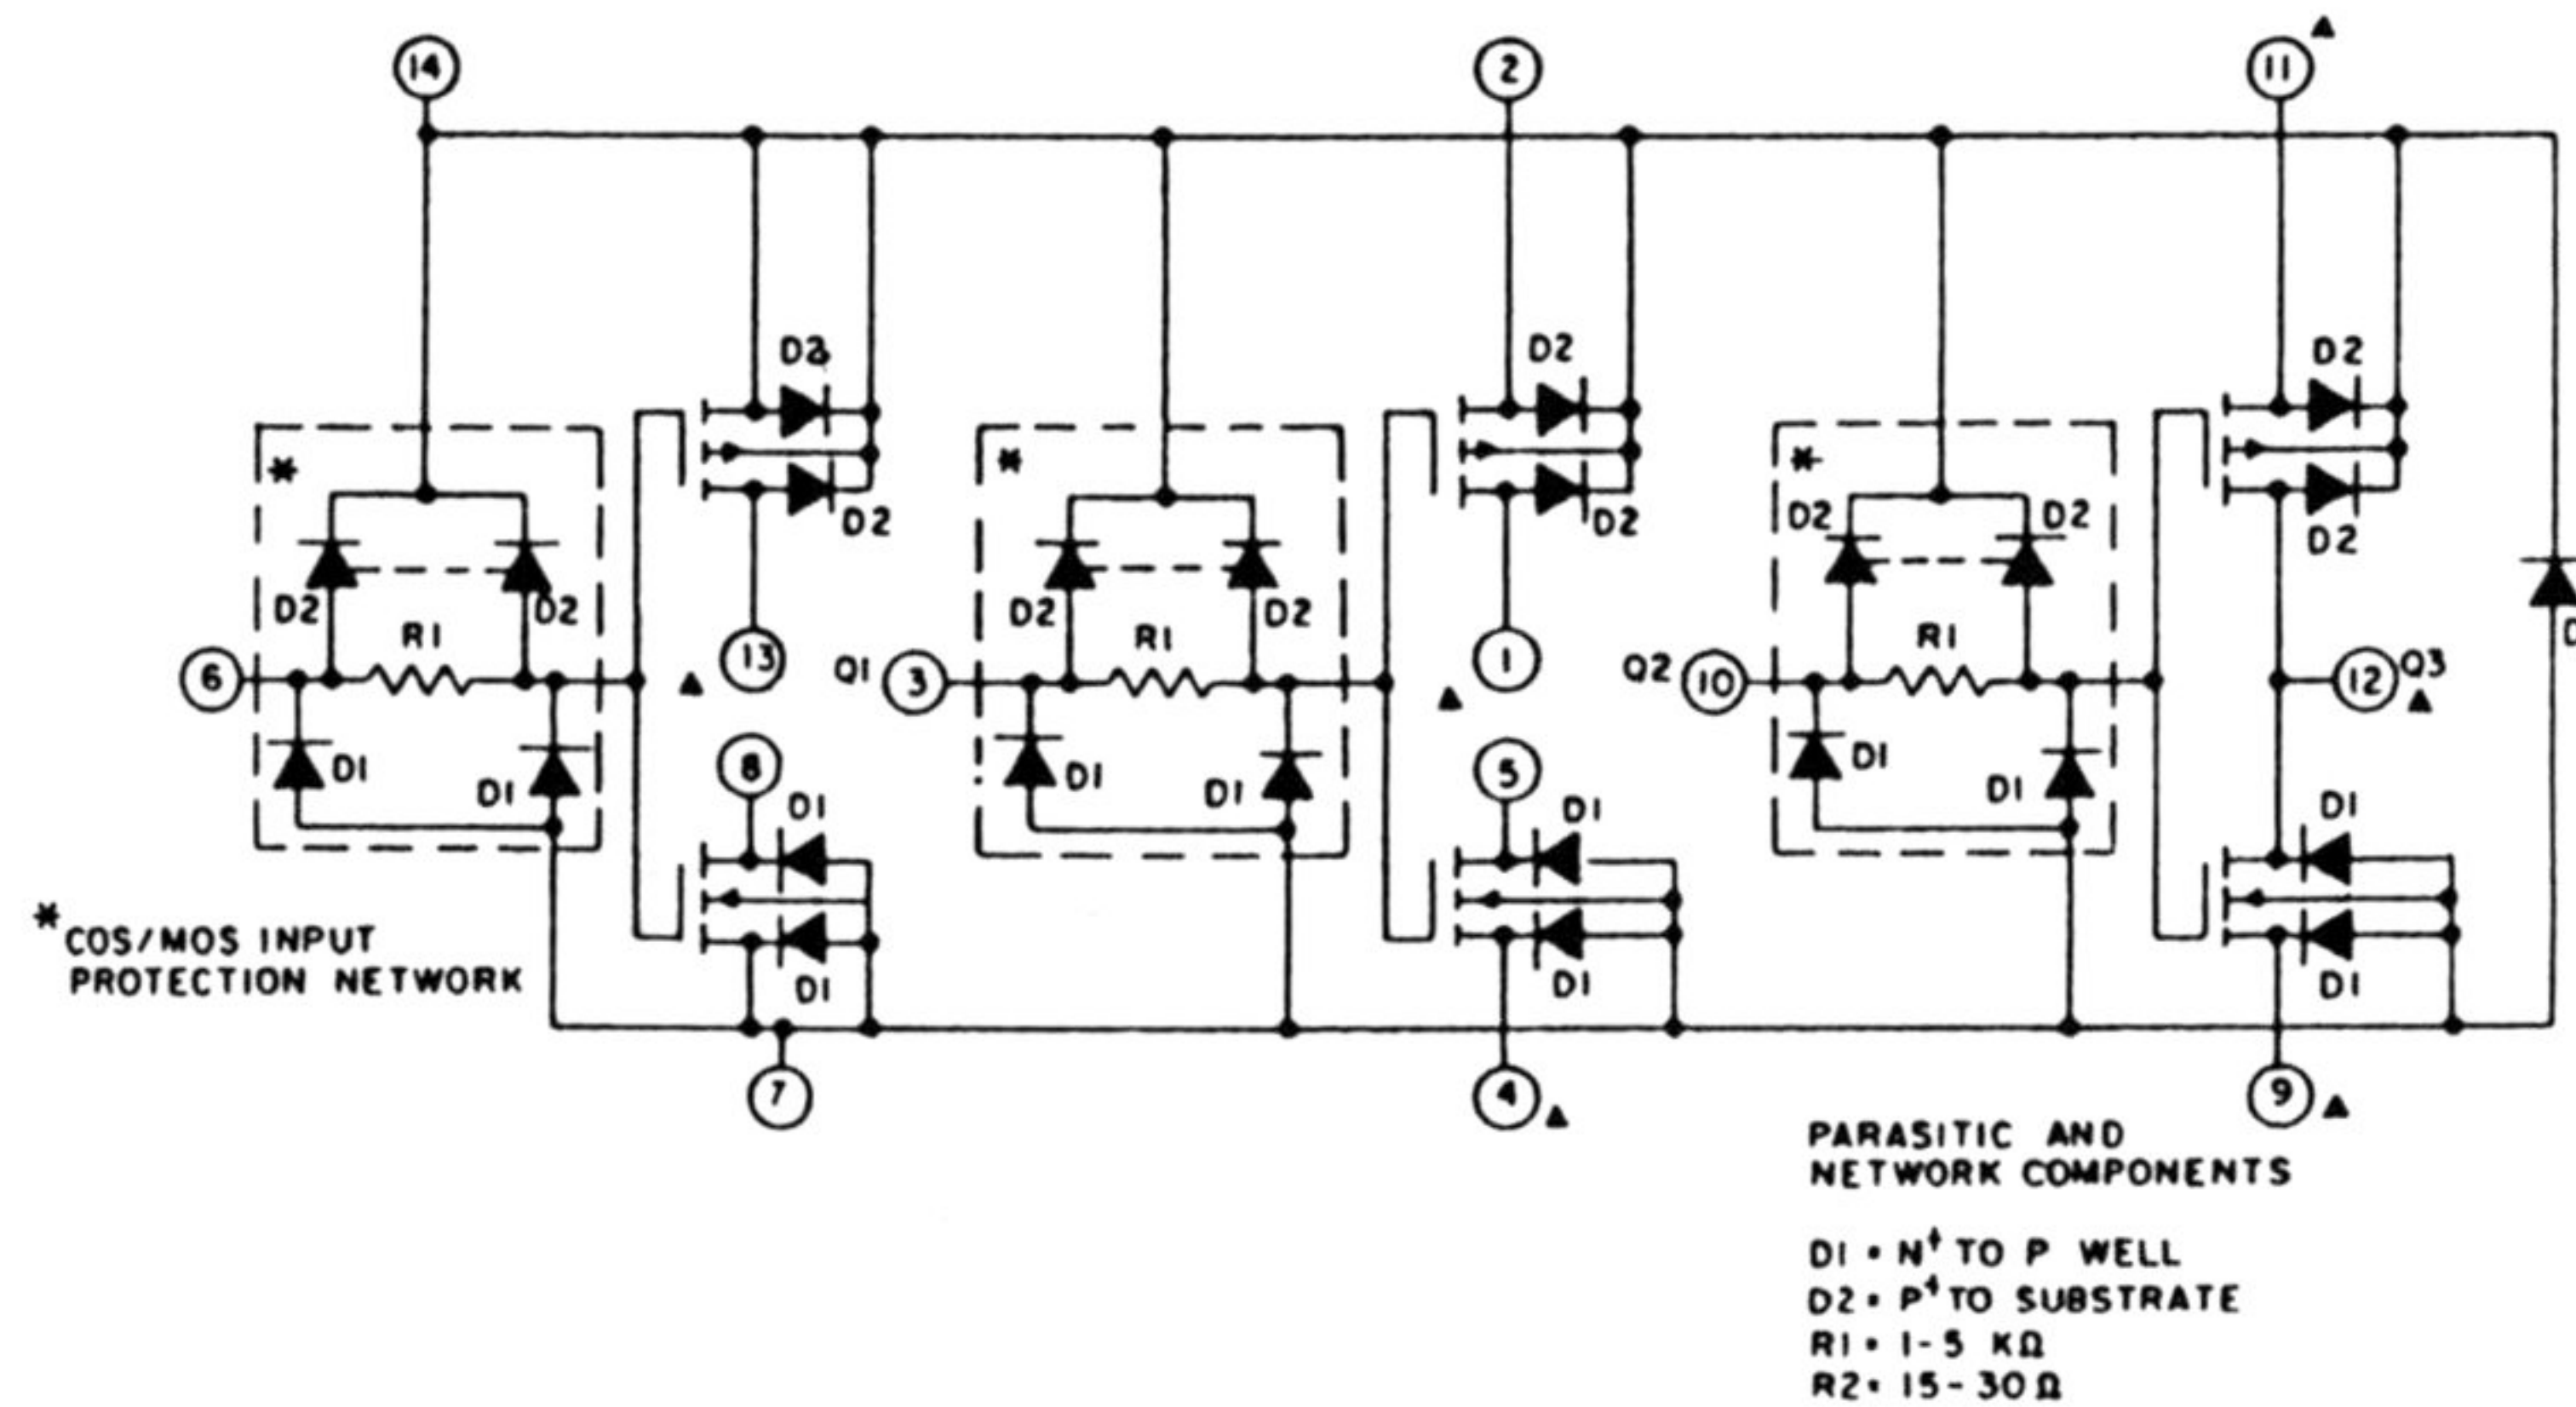 14
2
11
D2
D2
D2
*
*
*
D2
D2
D2
D2
D2
D2
D2
D2
D2
R1
R1
R1
6
13
Q1
3
1
Q2
10
12
Q3
D1
D1
8
D1
D1
D1
5
D1
D1
D1
D1
D1
D1
D1
*
COS/MOS INPUT
PROTECTION NETWORK
7
4
9
PARASITIC AND
NETWORK COMPONENTS
D1 = N+ TO P WELL
D2 = P+ TO SUBSTRATE
R1 = 1-5 KΩ
R2 = 15-30Ω